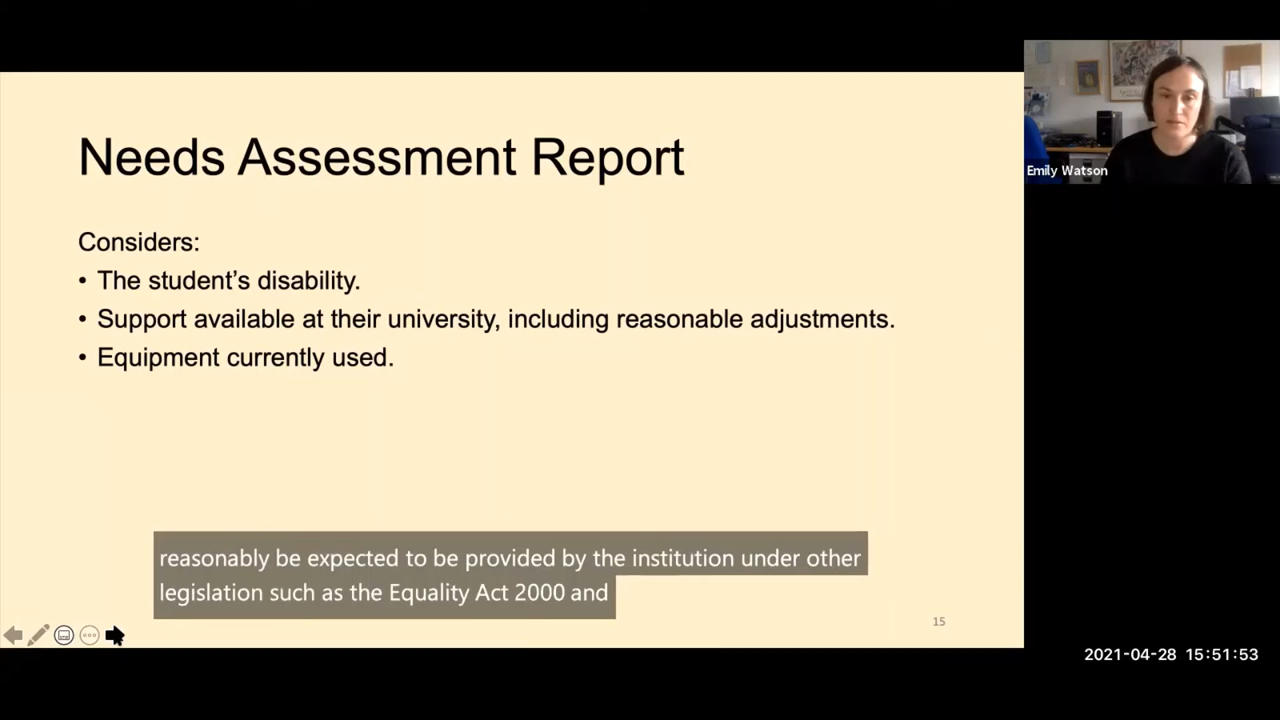 Needs Assessment Report
Considers:
• The student's disability.
• Support available at their university, including reasonable adjustments.
• Equipment currently used.
reasonably be expected to be provided by the institution under other
legislation such as the Equality Act 2000 and
15
Emily Watson
2021-04-28 15:51:53